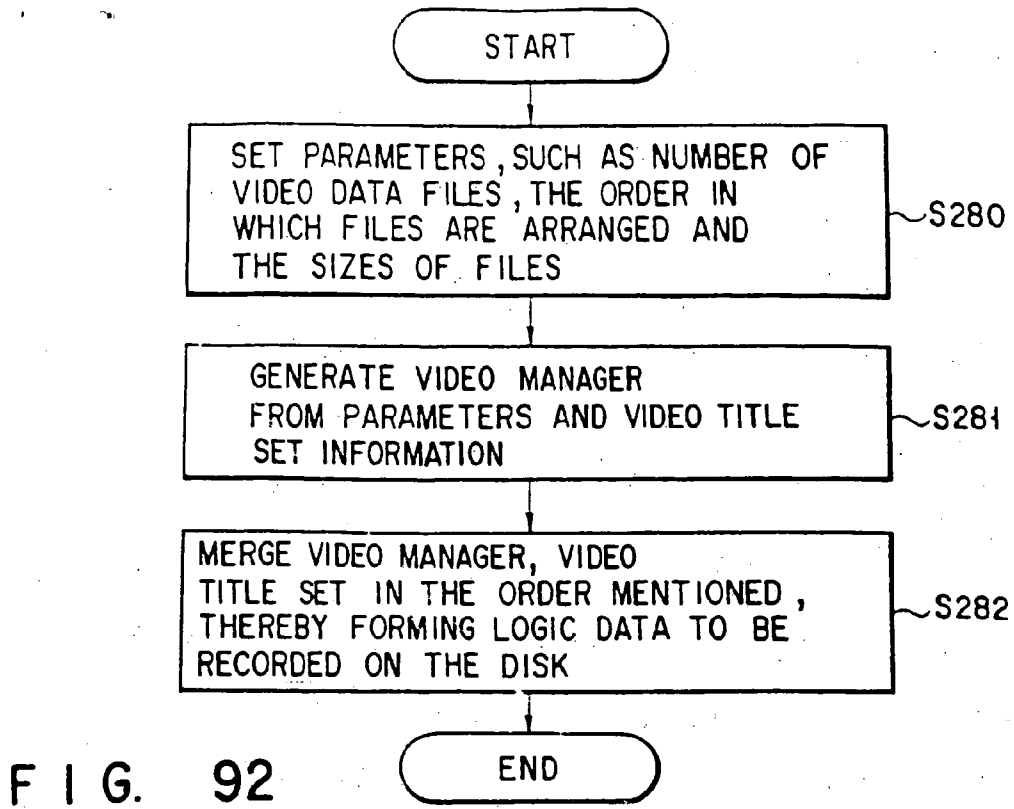 START
SET PARAMETERS, SUCH AS NUMBER OF
VIDEO DATA FILES, THE ORDER IN
WHICH FILES ARE ARRANGED AND
THE SIZES OF FILES
S280
GENERATE VIDEO MANAGER
FROM PARAMETERS AND VIDEO TITLE
SET INFORMATION
S281
MERGE VIDEO MANAGER, VIDEO
TITLE SET IN THE ORDER MENTIONED,
THEREBY FORMING LOGIC DATA TO BE
RECORDED ON THE DISK
S282
END
FIG. 92